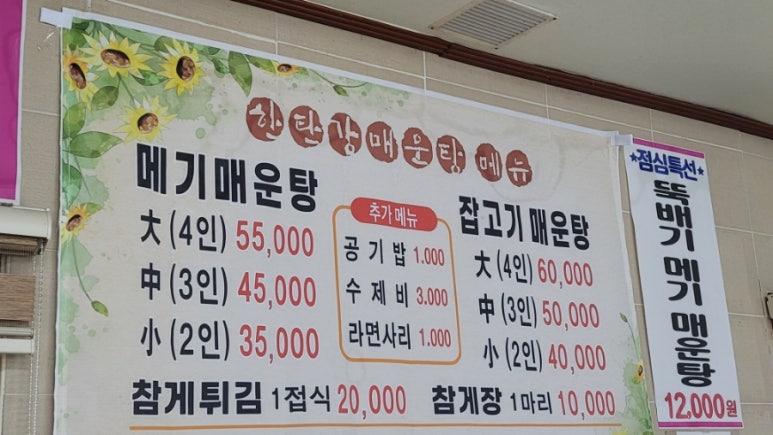 한탄강매운탕 메뉴
메기매운탕
大 (4인) 55,000
中 (3인) 45,000
小 (2인) 35,000
추가메뉴
공기밥 1.000
수제비 3.000
라면사리 1.000
잡고기 매운탕
大 (4인) 60,000
中 (3인) 50,000
小 (2인) 40,000
참게튀김 1접식 20,000
참게장 1마리 10,000
★점심특선★
뚝배기 메기 매운탕
12,000원